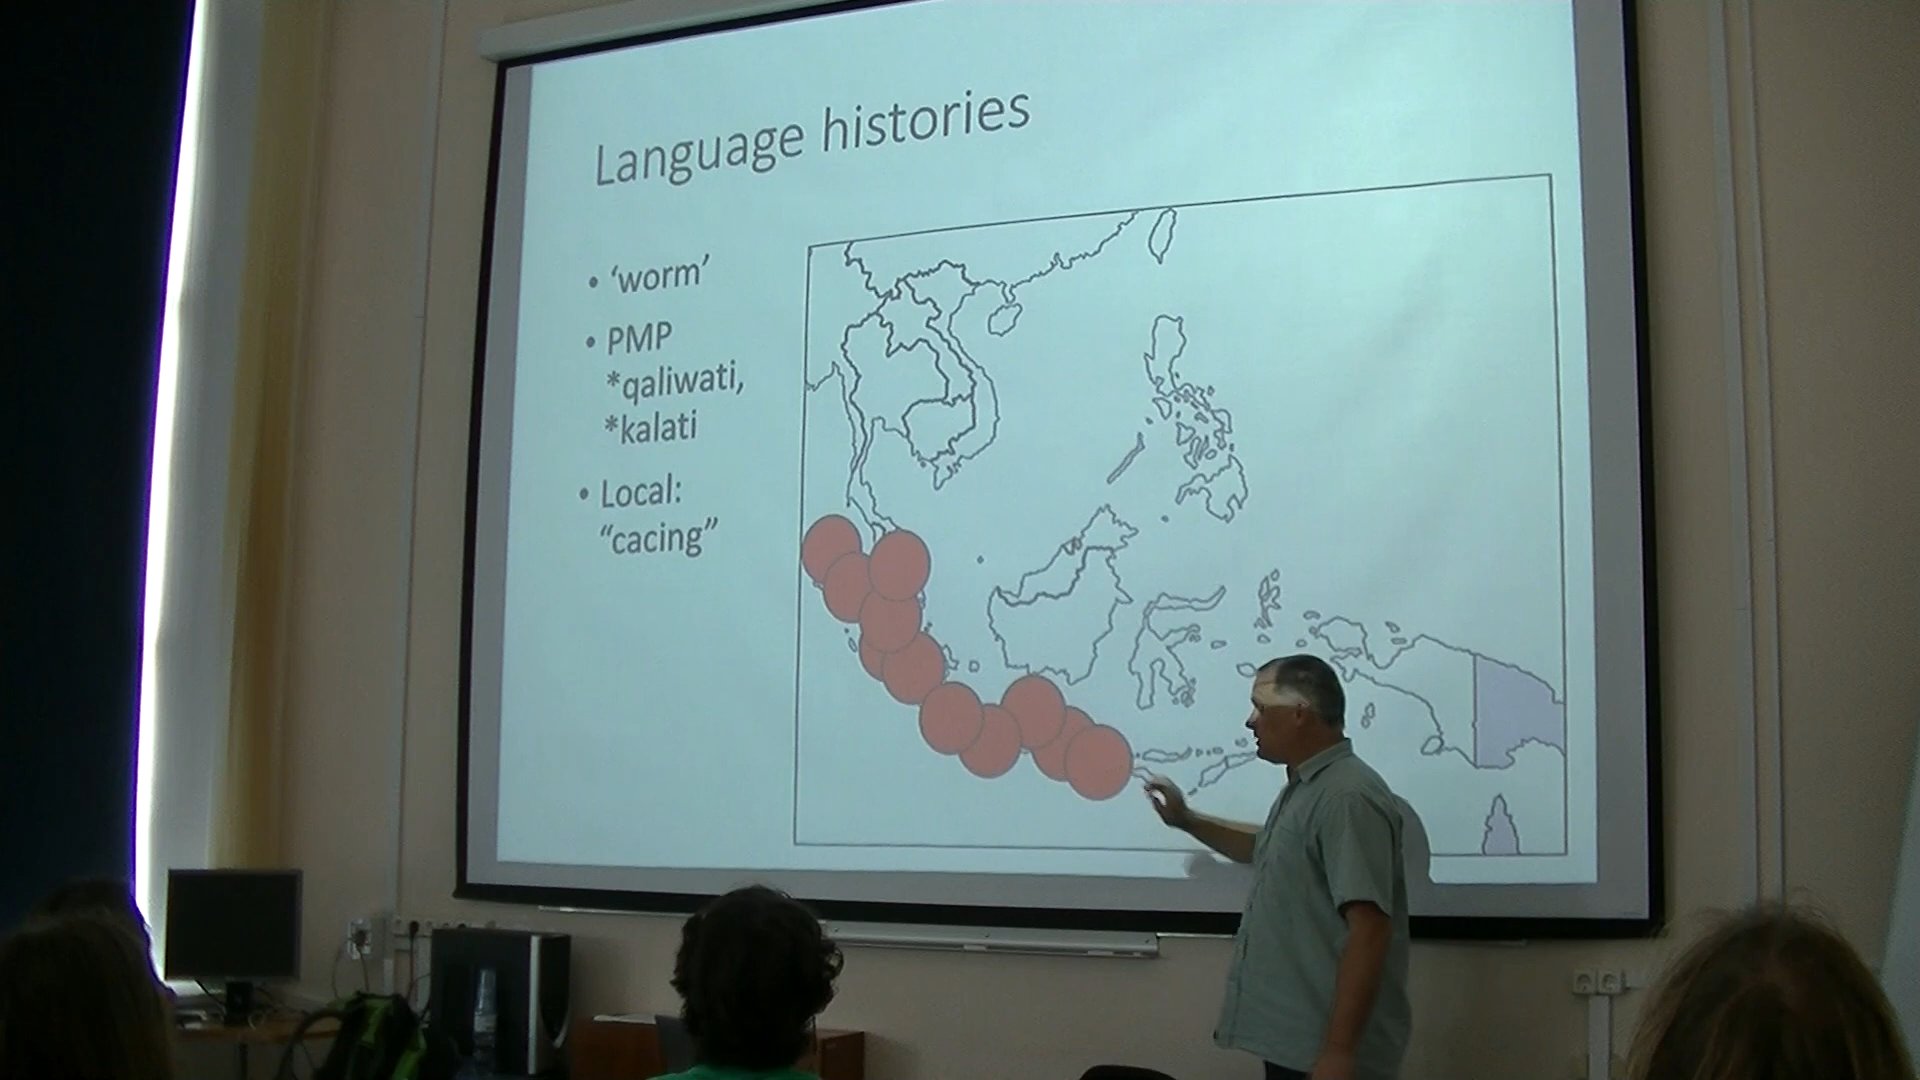 Language histories
• ‘worm’
• PMP
*qaliwati,
*kalati
• Local:
“cacing”